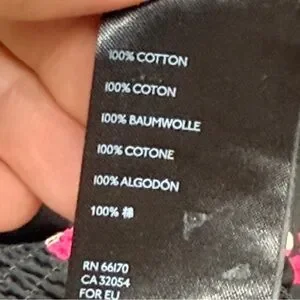 100% COTTON
100% COTON
100% BAUMWOLLE
100% COTONE
100% ALGODÓN
100% 棉
RN 66170
CA 32054
FOR EU